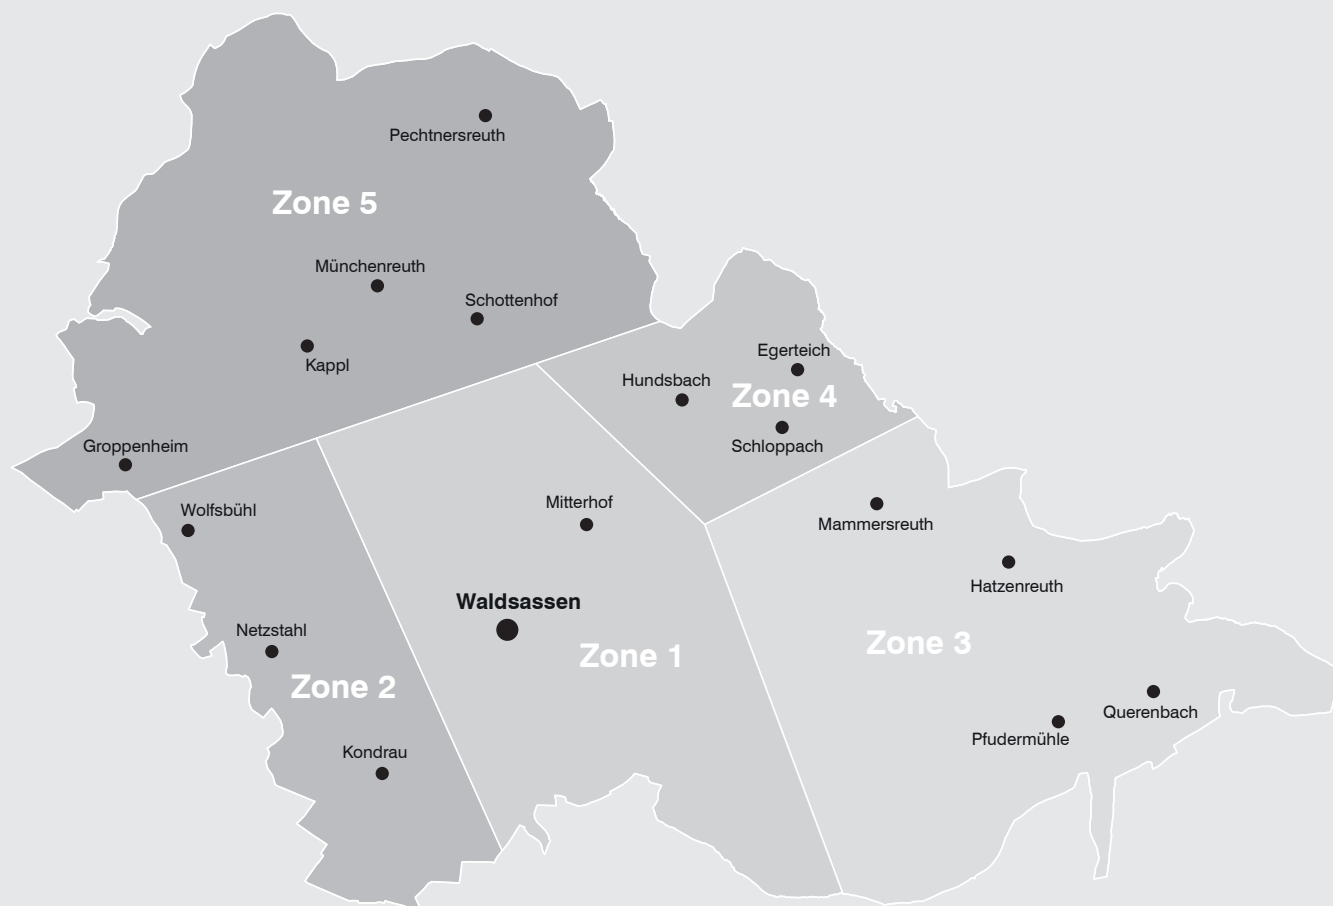 Pechtnersreuth
Zone 5
Münchenreuth
Schottenhof
Kappl
Egerteich
Hundsbach
Zone 4
Schloppach
Groppenheim
Wolfsbühl
Mitterhof
Mammersreuth
Hatzenreuth
Waldsassen
Netzstahl
Zone 3
Zone 1
Zone 2
Querenbach
Pfudermühle
Kondrau